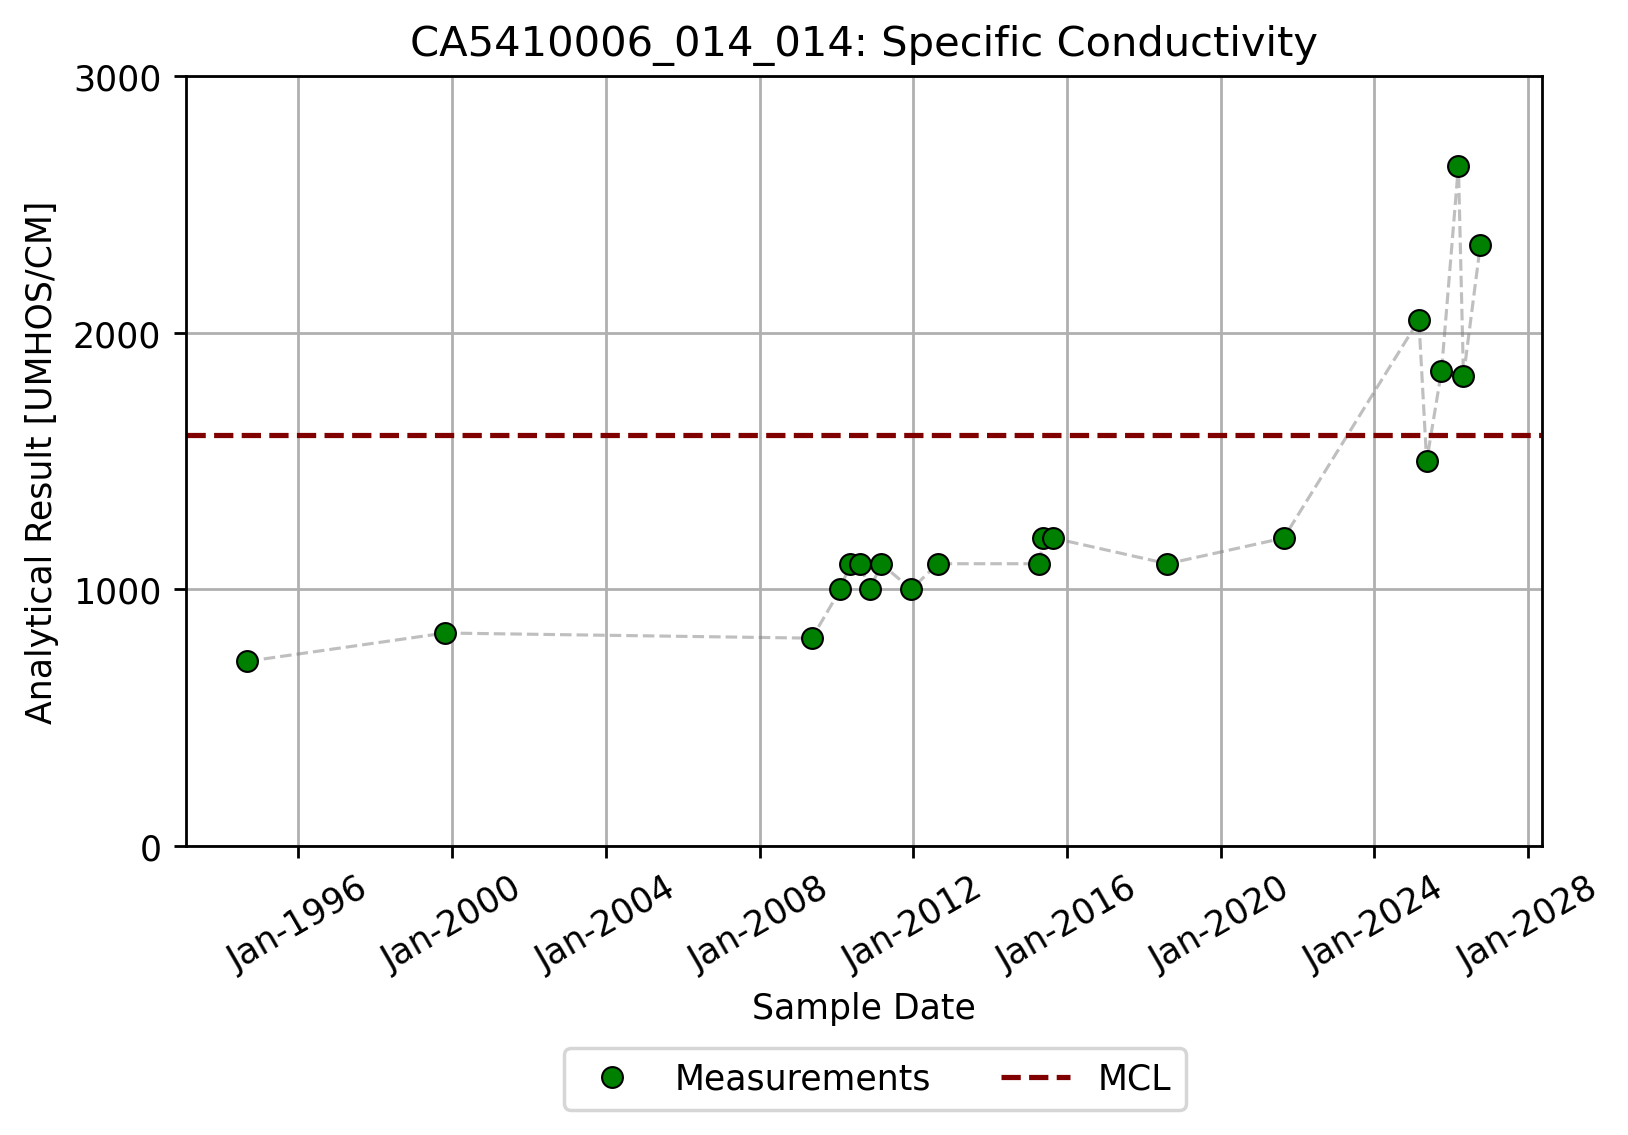 CA5410006_014_014: Specific Conductivity
Analytical Result [UMHOS/CM]
3000
2000
1000
0
Jan-1996
Jan-2000
Jan-2004
Jan-2008
Jan-2012
Jan-2016
Jan-2020
Jan-2024
Jan-2028
Sample Date
Measurements MCL